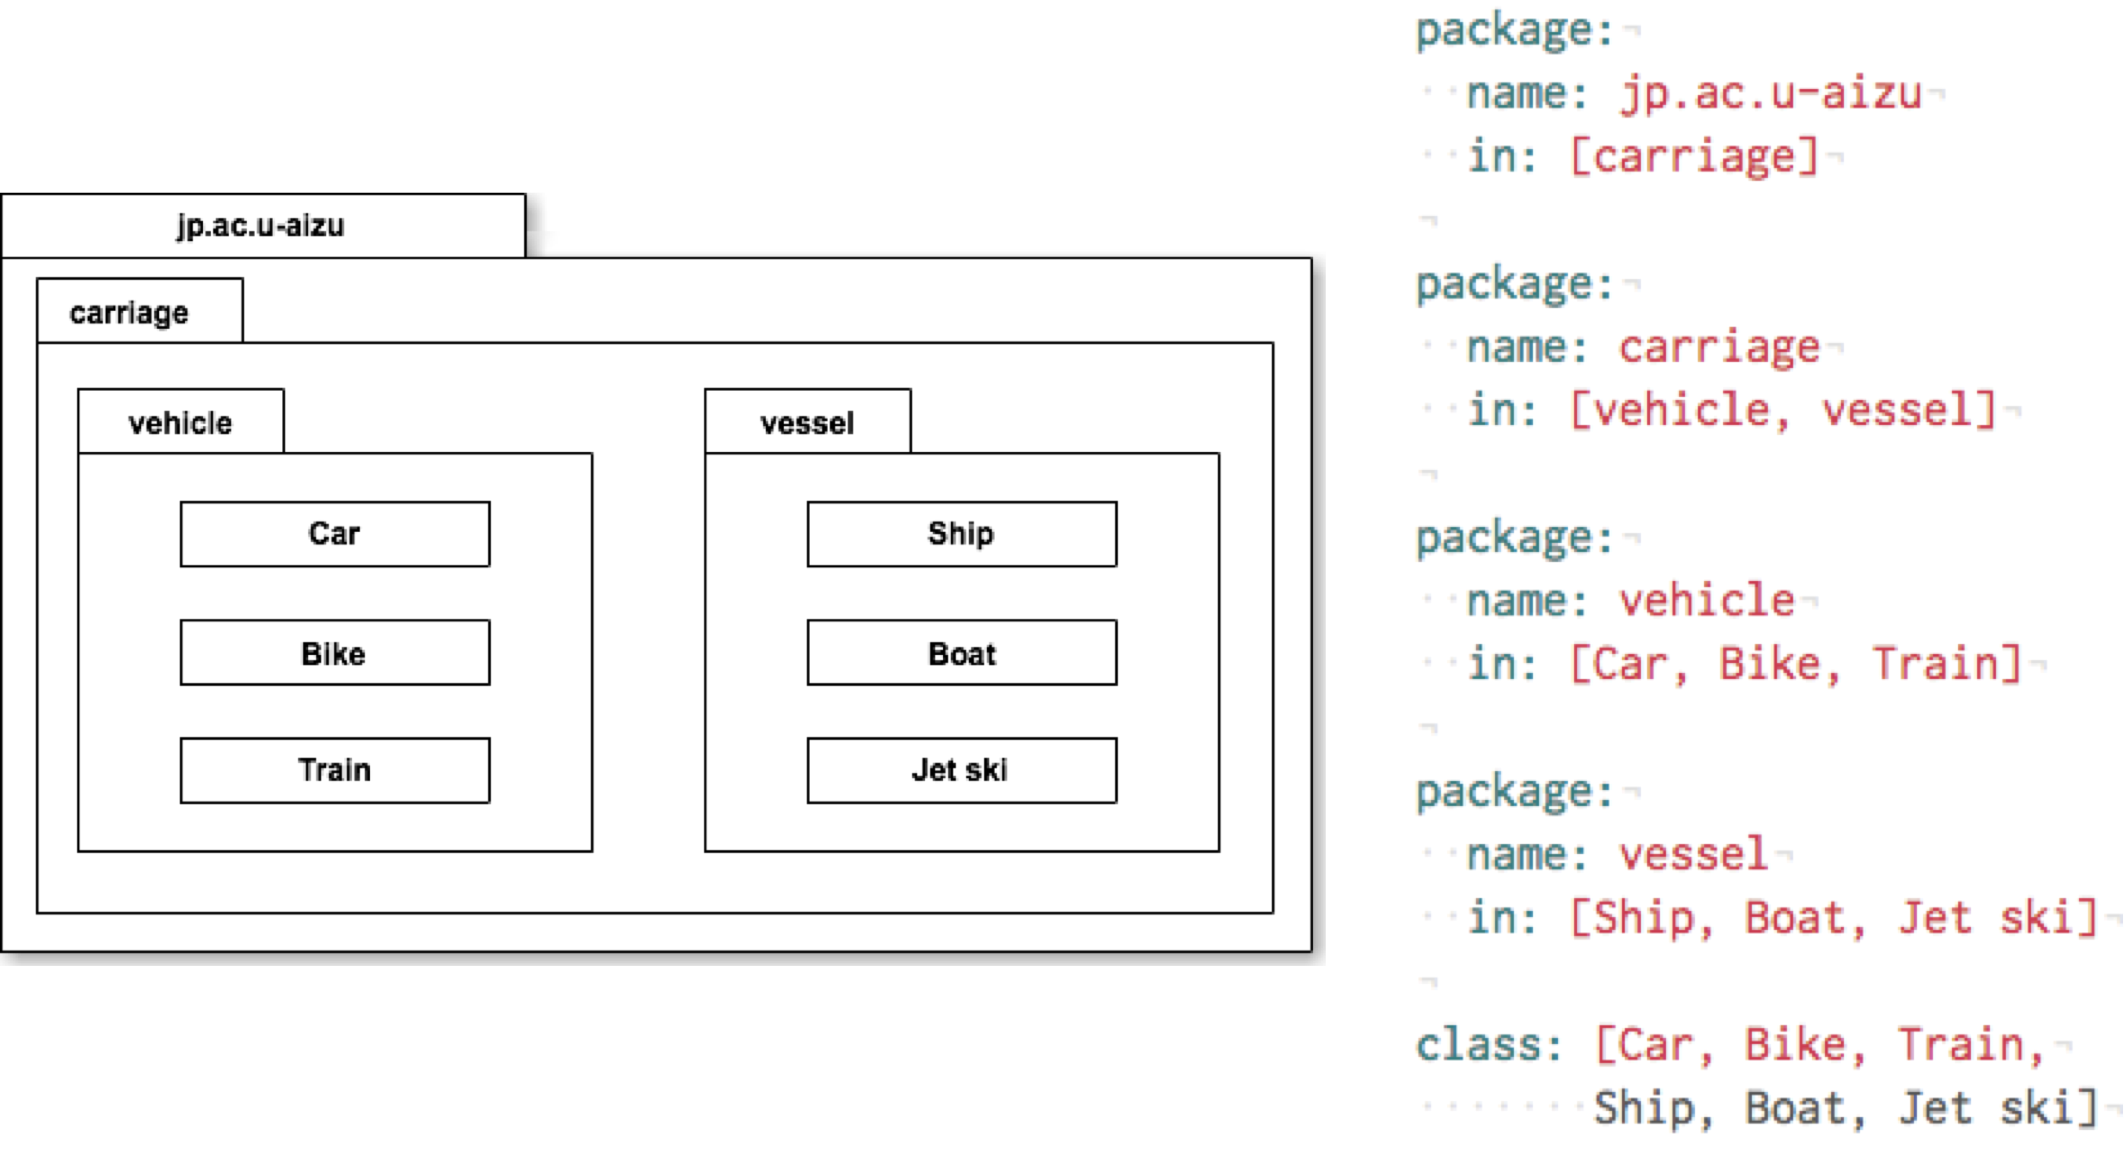 jp.ac.u-aizu
carriage
vehicle
Car
Bike
Train
vessel
Ship
Boat
Jet ski
package:
name: jp.ac.u-aizu
in: [carriage]
package:
name: carriage
in: [vehicle, vessel]
package:
name: vehicle
in: [Car, Bike, Train]
package:
name: vessel
in: [Ship, Boat, Jet ski]
class: [Car, Bike, Train,
Ship, Boat, Jet ski]